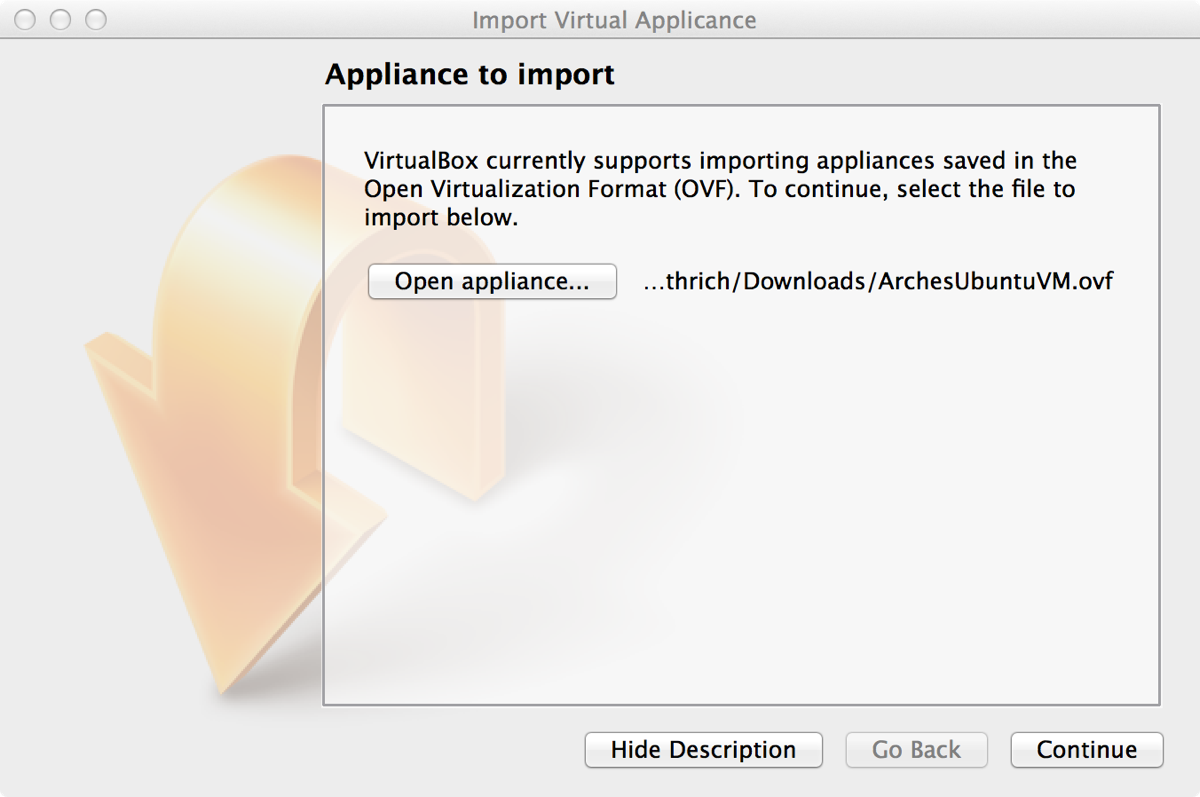 Import Virtual Applicance
Appliance to import
VirtualBox currently supports importing appliances saved in the
Open Virtualization Format (OVF). To continue, select the file to
import below.
Open appliance... ...thrich/Downloads/ArchesUbuntuVM.ovf
Hide Description Go Back Continue